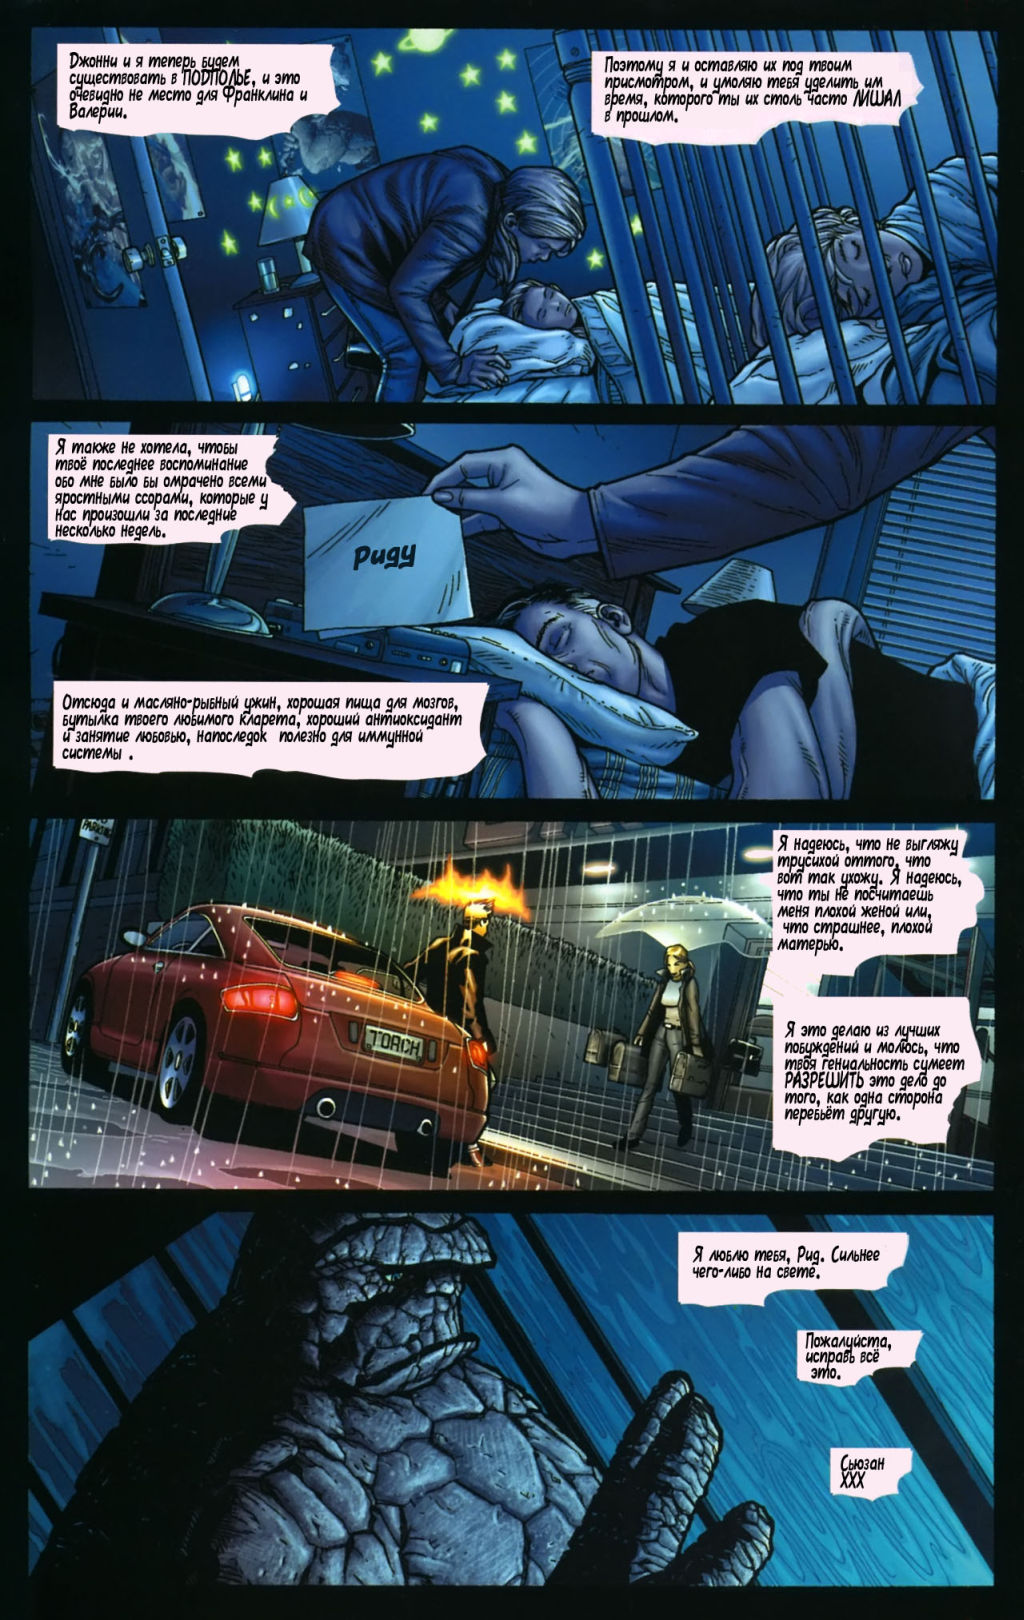 Джонни и я теперь будем
существовать в ПОДПОЛЬЕ, и это
очевидно не место для Франклина и
Валерии.
Поэтому я и оставляю их под твоим
присмотром, и умоляю тебя уделить им
время, которого ты их столь часто ЛИШАЛ
в прошлом.
Я также не хотела, чтобы
твоё последнее воспоминание
обо мне было бы омрачено всеми
яростными ссорами, которые у
нас произошли за последние
несколько недель.
Риду
Отсюда и масляно-рыбный ужин, хорошая пища для мозгов,
бутылка твоего любимого кларета, хороший антиоксидант
и занятие любовью, напоследок полезно для иммунной
системы .
Я надеюсь, что не выгляжу
трусихой оттого, что
вот так ухожу. Я надеюсь,
что ты не посчитаешь
меня плохой женой или,
что страшнее, плохой
матерью.
TORCH
Я это делаю из лучших
побуждений и молюсь, что
твоя гениальность сумеет
РАЗРЕШИТЬ это дело до
того, как одна сторона
перебьёт другую.
Я люблю тебя, Рид. Сильнее
чего-либо на свете.
Пожалуйста,
исправь всё
это.
Сьюзан
XXX